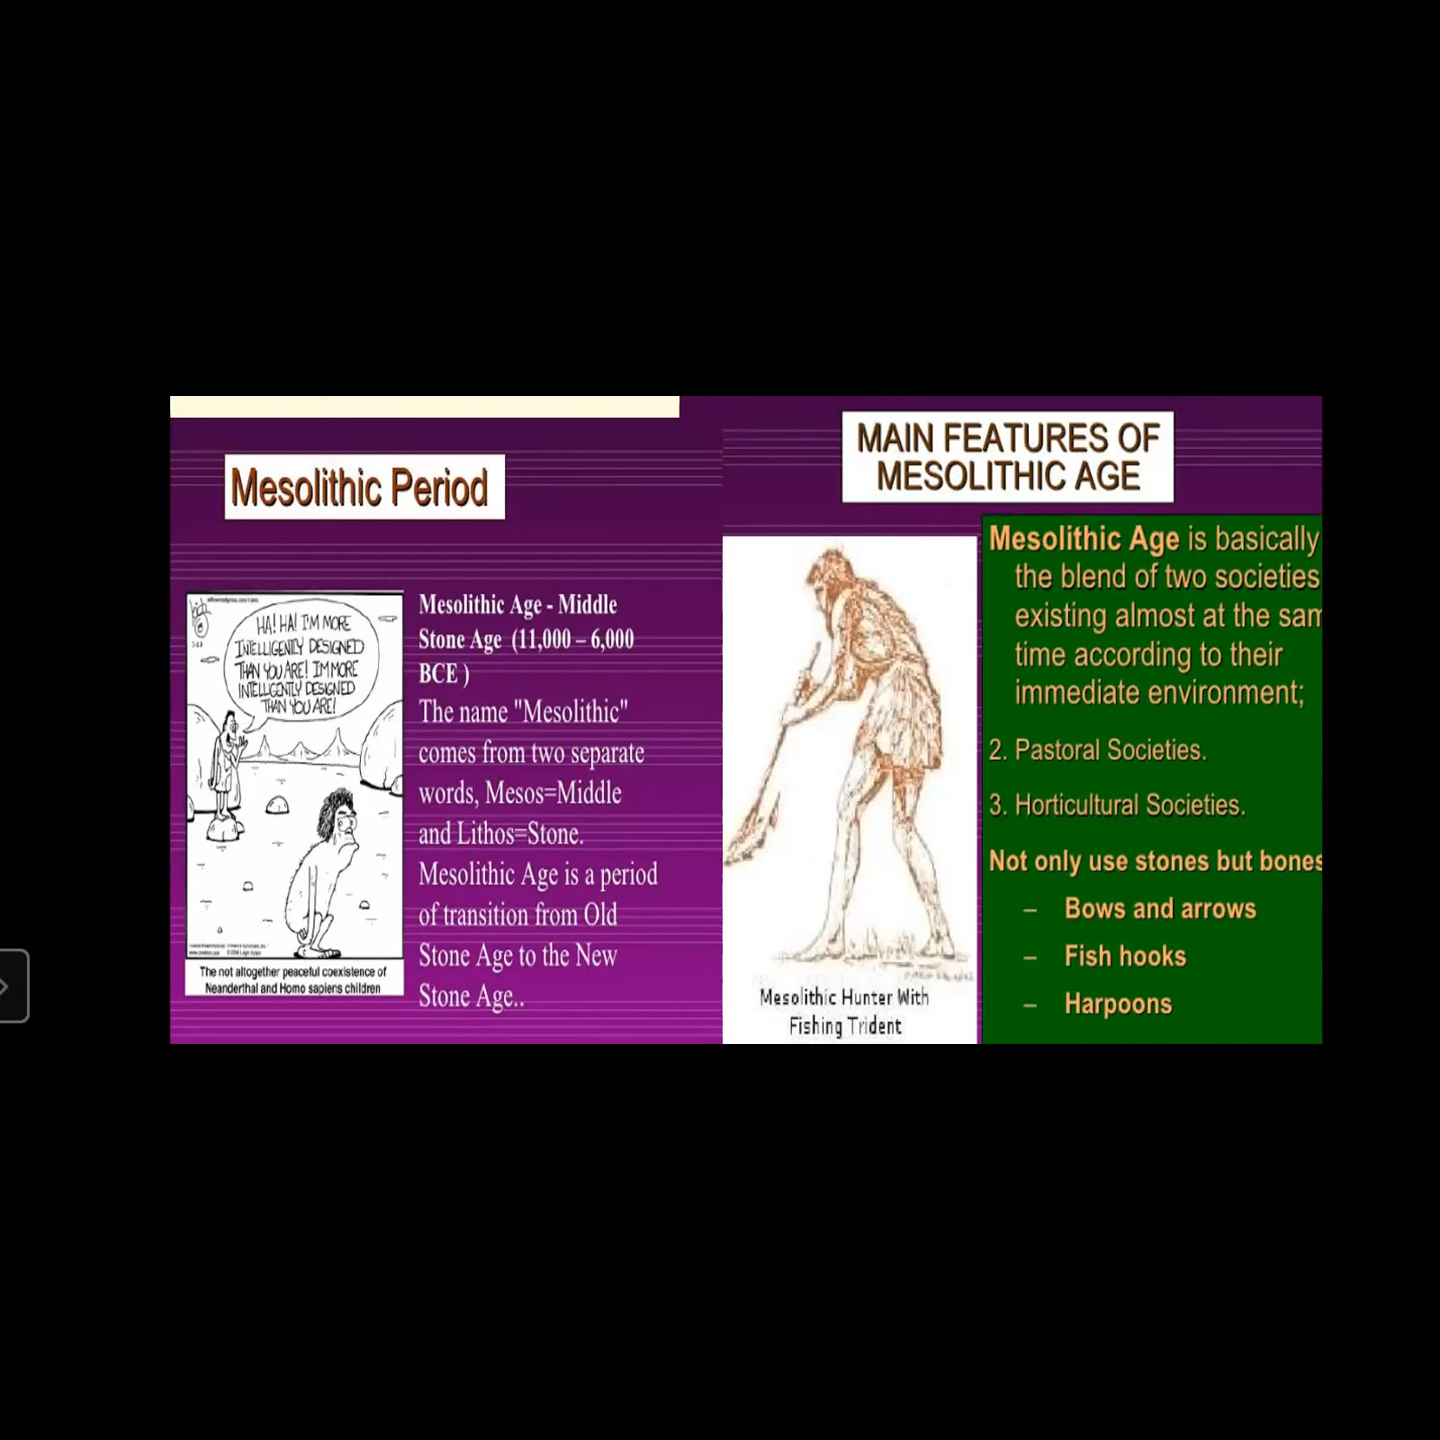 Mesolithic Period
HA! HA! I'M MORE
INTELLIGENTLY DESIGNED
THAN YOU ARE! I'M MORE
INTELLIGENTLY DESIGNED
THAN YOU ARE!
The not altogether peaceful coexistence of
Neanderthal and Homo sapiens children
Mesolithic Age - Middle
Stone Age (11,000 – 6,000
BCE )
The name "Mesolithic"
comes from two separate
words, Mesos=Middle
and Lithos=Stone.
Mesolithic Age is a period
of transition from Old
Stone Age to the New
Stone Age..
MAIN FEATURES OF
MESOLITHIC AGE
Mesolithic Hunter With
Fishing Trident
Mesolithic Age is basically
the blend of two societies
existing almost at the sam
time according to their
immediate environment;
2. Pastoral Societies.
3. Horticultural Societies.
Not only use stones but bones
– Bows and arrows
– Fish hooks
– Harpoons